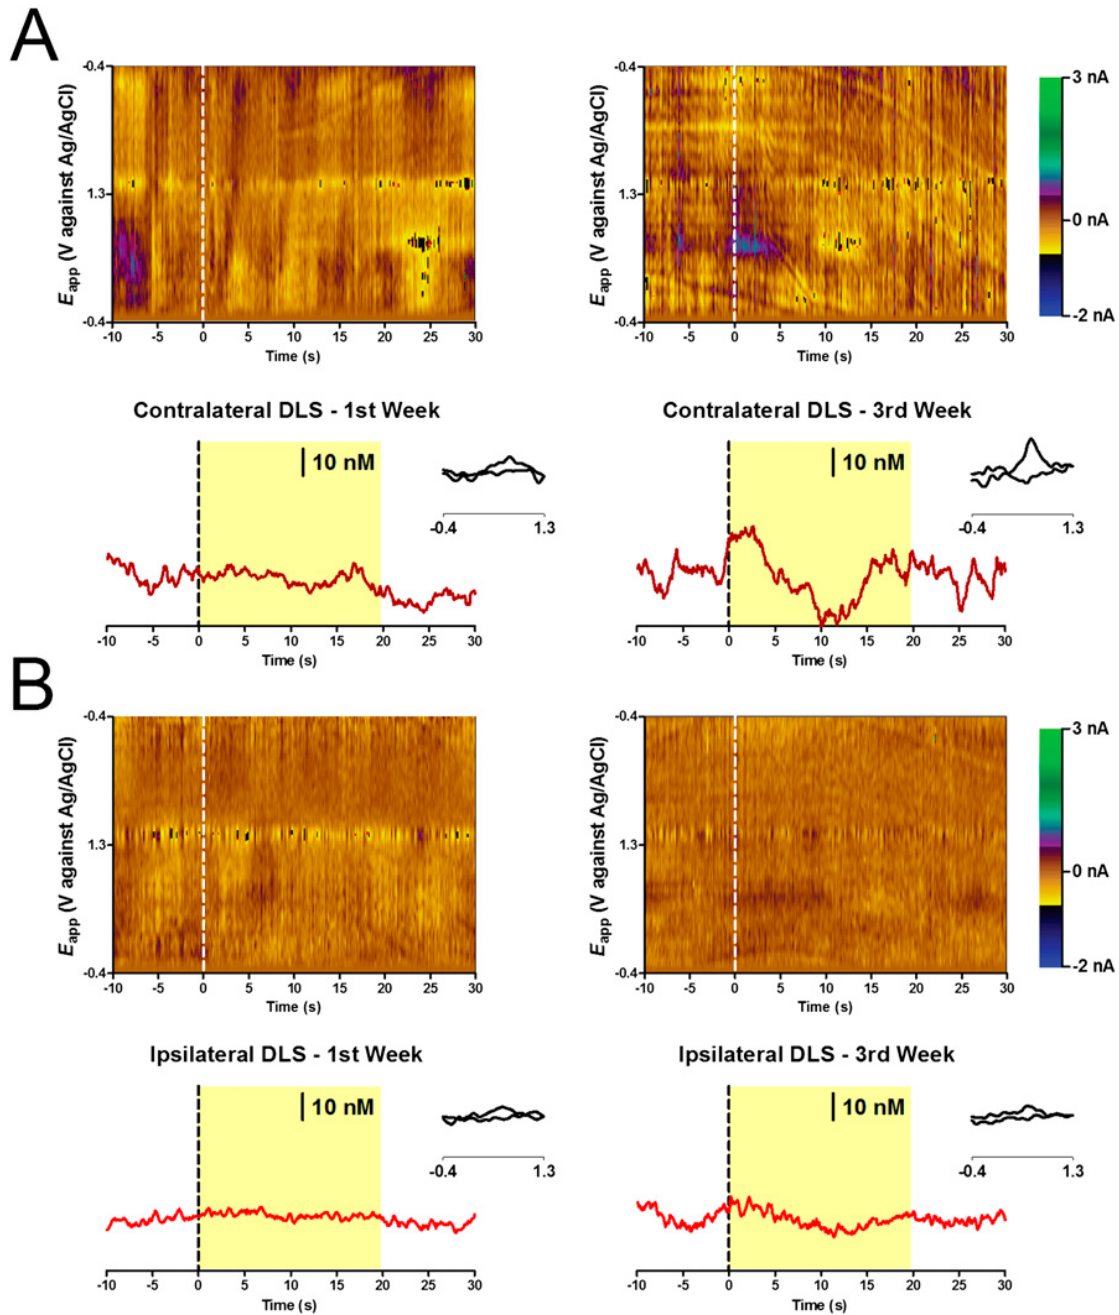 A
-0.4
1.3
-0.4
Eapp (V against Ag/AgCl)
-10 -5 0 5 10 15 20 25 30
Time (s)
-0.4
1.3
-0.4
Eapp (V against Ag/AgCl)
-10 -5 0 5 10 15 20 25 30
Time (s)
3 nA
0 nA
-2 nA
Contralateral DLS - 1st Week
10 nM
-0.4 1.3
-10 -5 0 5 10 15 20 25 30
Time (s)
Contralateral DLS - 3rd Week
10 nM
-0.4 1.3
-10 -5 0 5 10 15 20 25 30
Time (s)
B
-0.4
1.3
-0.4
Eapp (V against Ag/AgCl)
-10 -5 0 5 10 15 20 25 30
Time (s)
-0.4
1.3
-0.4
Eapp (V against Ag/AgCl)
-10 -5 0 5 10 15 20 25 30
Time (s)
3 nA
0 nA
-2 nA
Ipsilateral DLS - 1st Week
10 nM
-0.4 1.3
-10 -5 0 5 10 15 20 25 30
Time (s)
Ipsilateral DLS - 3rd Week
10 nM
-0.4 1.3
-10 -5 0 5 10 15 20 25 30
Time (s)